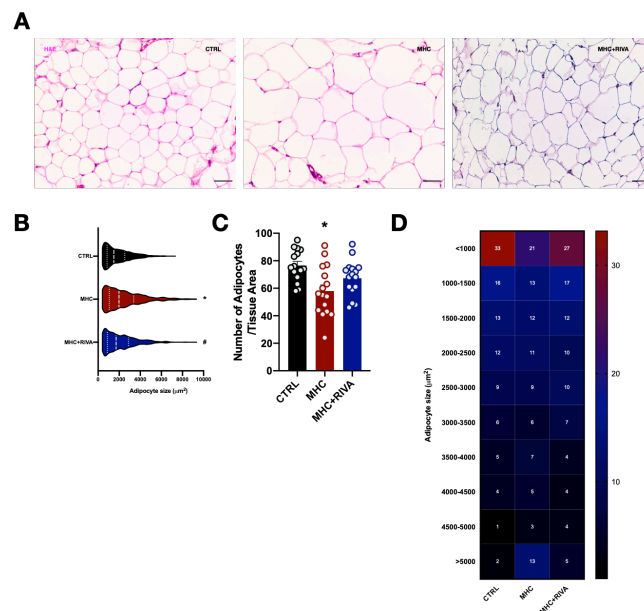 A
H&E
CTRL
MHC
MHC+RIVA
B
CTRL
MHC
MHC+RIVA
*
#
0 2000 4000 6000 8000 10000
Adipocyte size (μm²)
C
Number of Adipocytes
/Tissue Area
100
80
60
40
20
0
*
CTRL
MHC
MHC+RIVA
D
Adipocyte size (μm²)
<1000 33 21 27
1000-1500 16 13 17
1500-2000 13 12 12
2000-2500 12 11 10
2500-3000 9 9 10
3000-3500 6 6 7
3500-4000 5 7 4
4000-4500 4 5 4
4500-5000 1 3 4
>5000 2 13 5
CTRL
MHC
MHC+RIVA
30
20
10